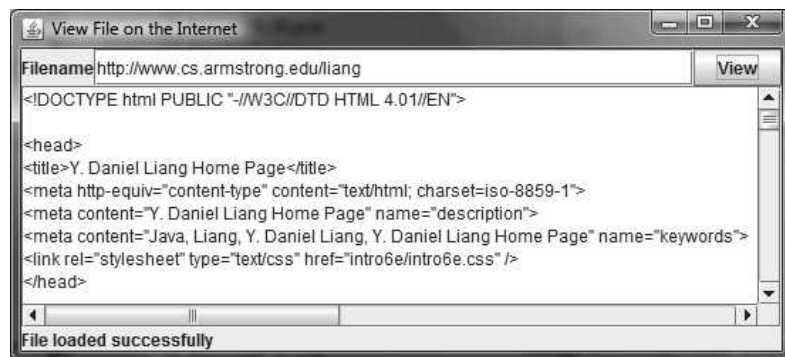 View File on the Internet
Filename http://www.cs.armstrong.edu/liang View
<!DOCTYPE html PUBLIC "-//W3C//DTD HTML 4.01//EN">
<head>
<title>Y. Daniel Liang Home Page</title>
<meta http-equiv="content-type" content="text/html; charset=iso-8859-1">
<meta content="Y. Daniel Liang Home Page" name="description">
<meta content="Java, Liang, Y. Daniel Liang, Y. Daniel Liang Home Page" name="keywords">
<link rel="stylesheet" type="text/css" href="intro6e/intro6e.css" />
</head>
File loaded successfully